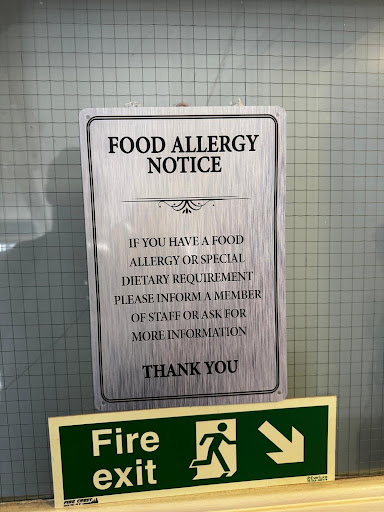 FOOD ALLERGY
NOTICE
IF YOU HAVE A FOOD
ALLERGY OR SPECIAL
DIETARY REQUIREMENT
PLEASE INFORM A MEMBER
OF STAFF OR ASK FOR
MORE INFORMATION
THANK YOU
Fire
exit